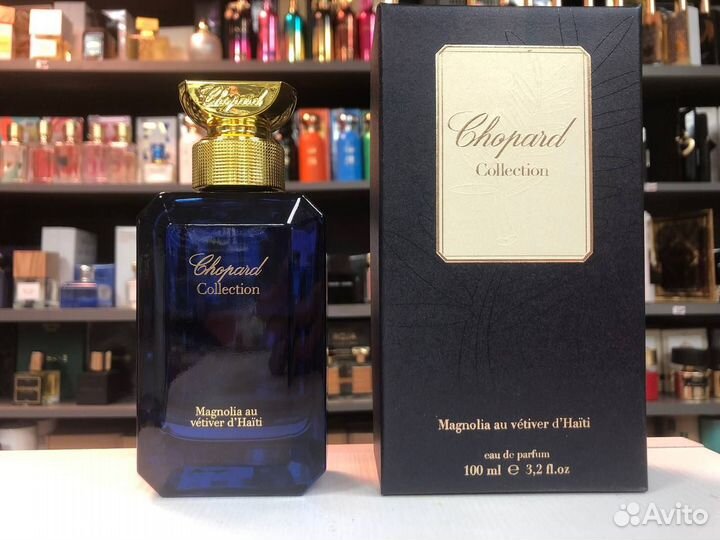 Chopard
Chopard
Collection
Magnolia au
vétiver d'Haïti
Chopard
Collection
Magnolia au vétiver d'Haïti
eau de parfum
100 ml ℮ 3,2 fl.oz
Avito